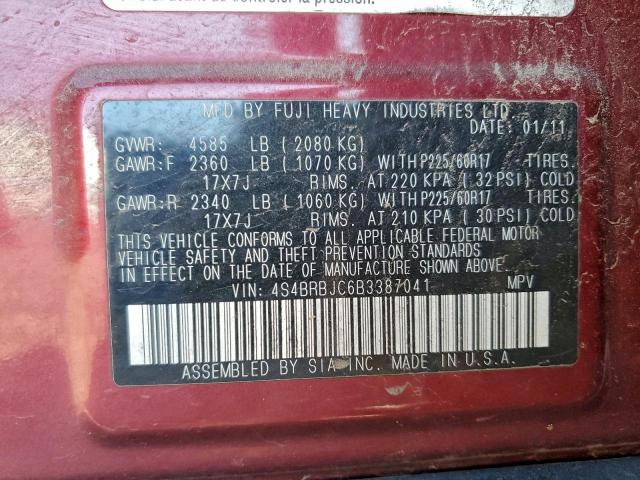 de contrôler la pression.
MFD BY FUJI HEAVY INDUSTRIES LTD.
DATE: 01/11
GVWR: 4585 LB (2080 KG)
GAWR:F 2360 LB (1070 KG) WITH P225/60R17 TIRES.
17X7J RIMS. AT 220 KPA (32 PSI) COLD
GAWR:R 2340 LB (1060 KG) WITH P225/60R17 TIRES.
17X7J RIMS. AT 210 KPA (30 PSI) COLD
THIS VEHICLE CONFORMS TO ALL APPLICABLE FEDERAL MOTOR
VEHICLE SAFETY AND THEFT PREVENTION STANDARDS
IN EFFECT ON THE DATE OF MANUFACTURE SHOWN ABOVE.
VIN: 4S4BRBJC6B3387041 MPV
ASSEMBLED BY SIA INC. MADE IN U.S.A.